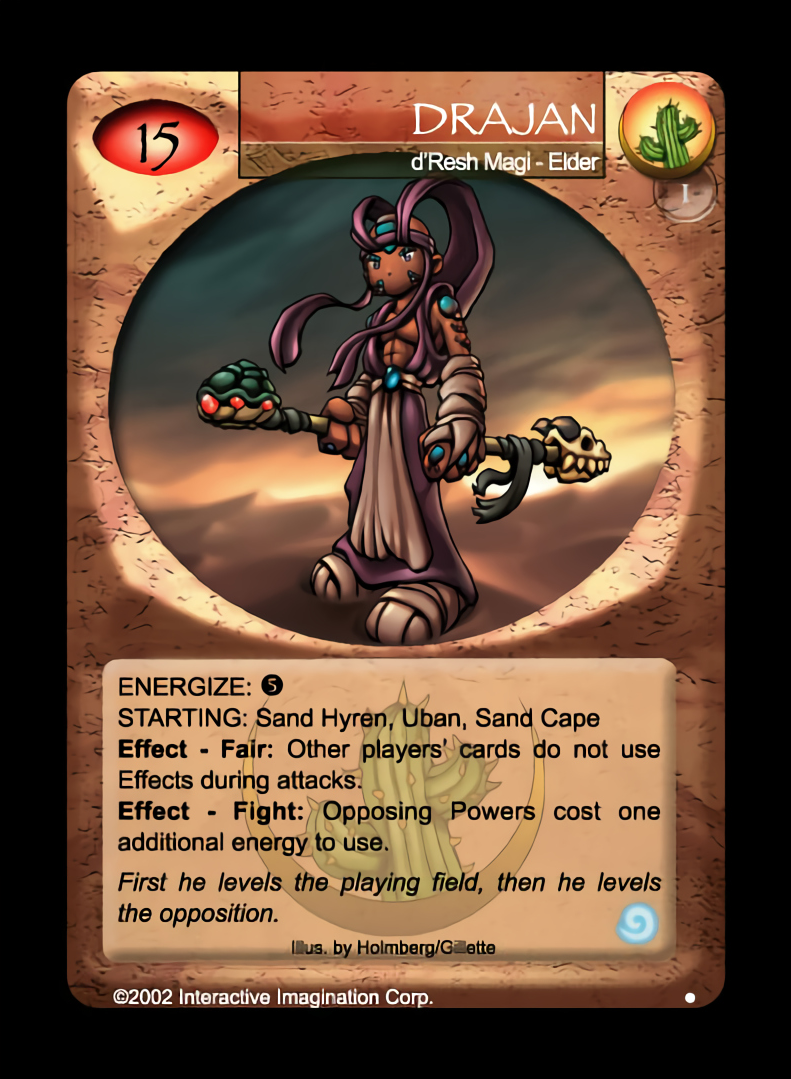 15
DRAJAN
d'Resh Magi - Elder
I
ENERGIZE: 5
STARTING: Sand Hyren, Uban, Sand Cape
Effect - Fair: Other players' cards do not use
Effects during attacks.
Effect - Fight: Opposing Powers cost one
additional energy to use.
First he levels the playing field, then he levels
the opposition.
Illus. by
©2002 Interactive Imagination Corp.